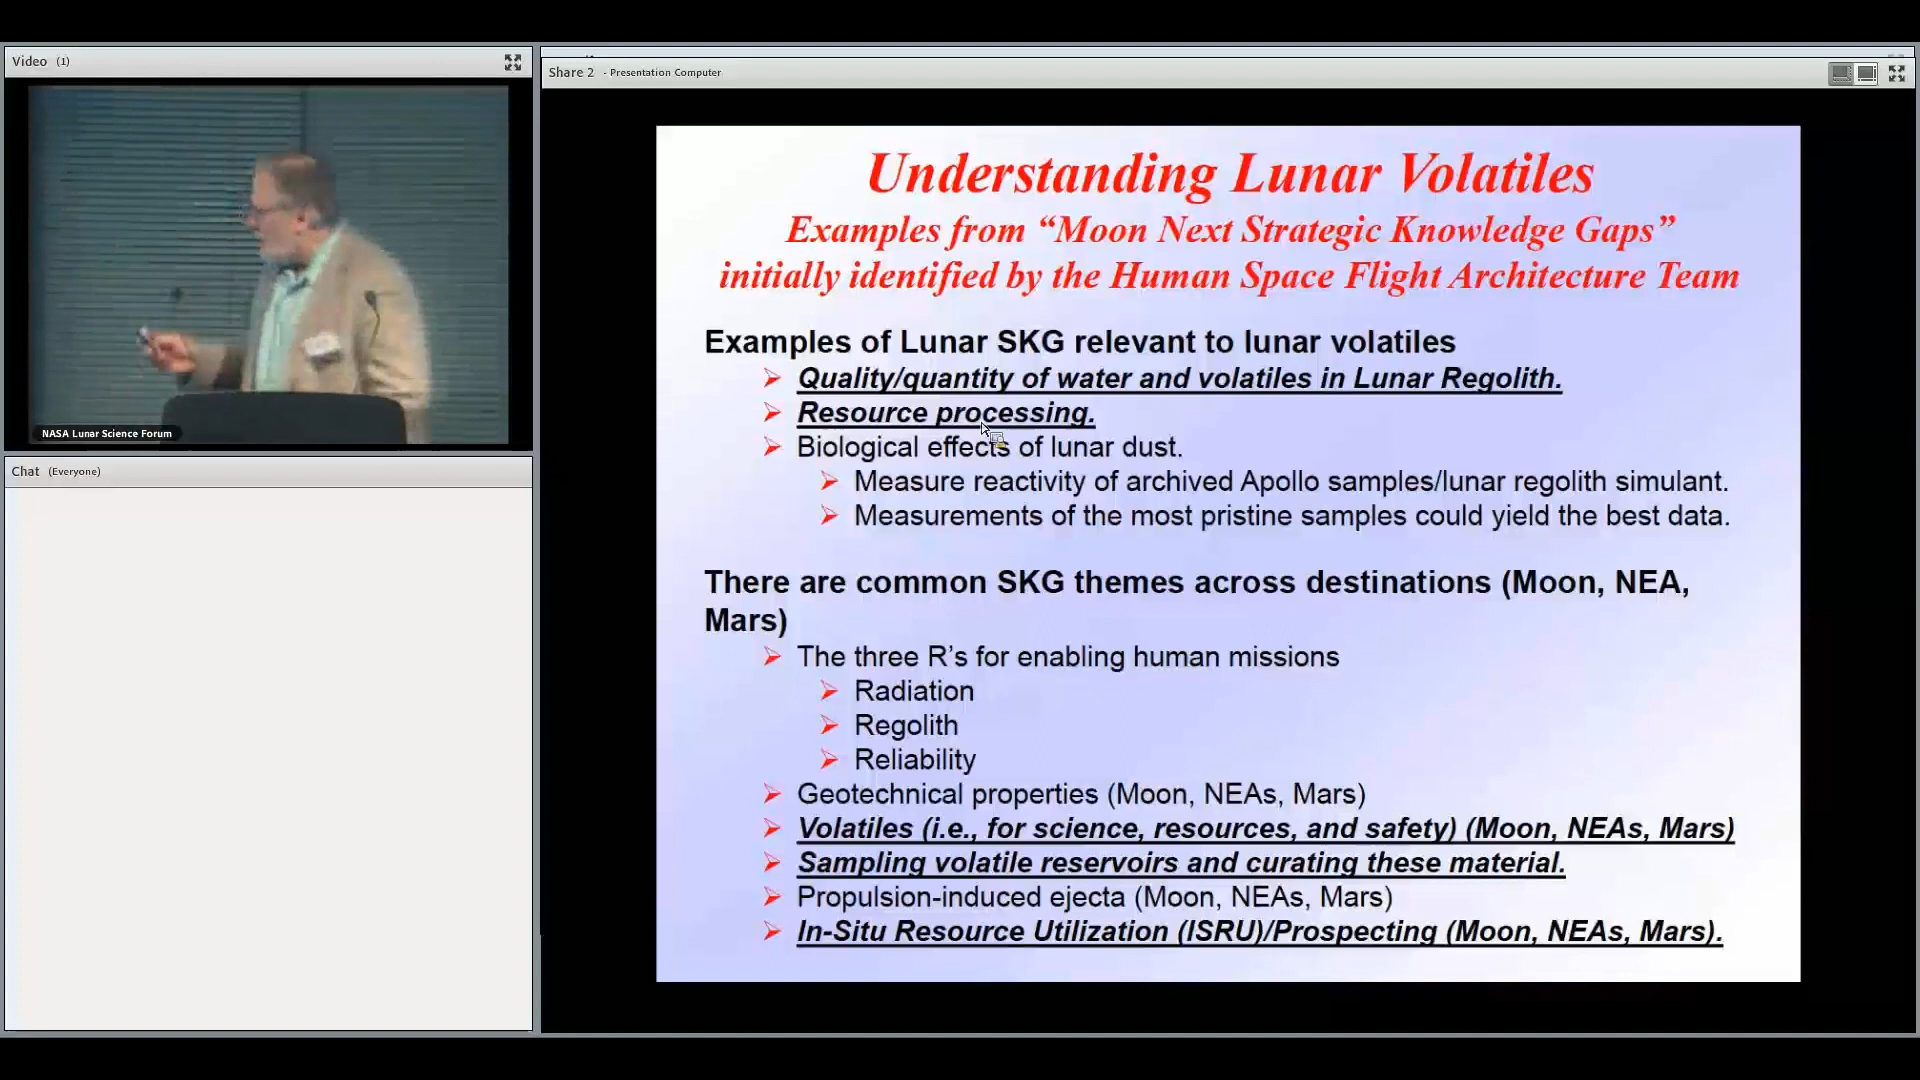 Video (1)
NASA Lunar Science Forum
Chat (Everyone)
Share 2 - Presentation Computer
Understanding Lunar Volatiles
Examples from “Moon Next Strategic Knowledge Gaps”
initially identified by the Human Space Flight Architecture Team
Examples of Lunar SKG relevant to lunar volatiles
Quality/quantity of water and volatiles in Lunar Regolith.
Resource processing.
Biological effects of lunar dust.
Measure reactivity of archived Apollo samples/lunar regolith simulant.
Measurements of the most pristine samples could yield the best data.
There are common SKG themes across destinations (Moon, NEA,
Mars)
The three R’s for enabling human missions
Radiation
Regolith
Reliability
Geotechnical properties (Moon, NEAs, Mars)
Volatiles (i.e., for science, resources, and safety) (Moon, NEAs, Mars)
Sampling volatile reservoirs and curating these material.
Propulsion-induced ejecta (Moon, NEAs, Mars)
In-Situ Resource Utilization (ISRU)/Prospecting (Moon, NEAs, Mars).